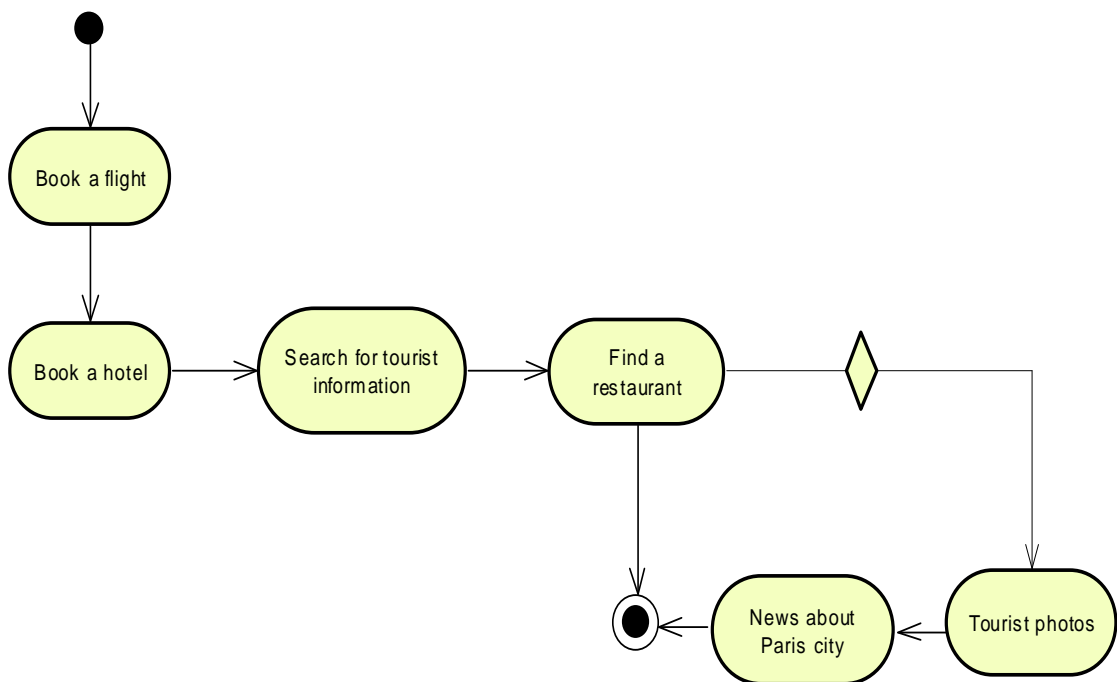 Book a flight
Book a hotel
Search for tourist
information
Find a
restaurant
News about
Paris city
Tourist photos